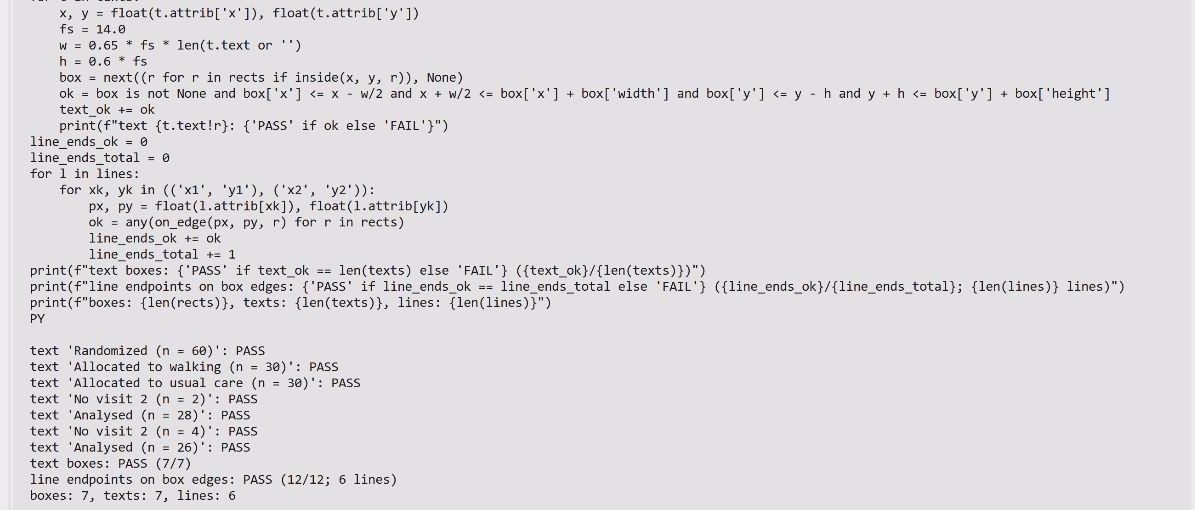 x, y = float(t.attrib['x']), float(t.attrib['y'])
fs = 14.0
w = 0.65 * fs * len(t.text or '')
h = 0.6 * fs
box = next((r for r in rects if inside(x, y, r)), None)
ok = box is not None and box['x'] <= x - w/2 and x + w/2 <= box['x'] + box['width'] and box['y'] <= y - h and y + h <= box['y'] + box['height']
text_ok += ok
print(f"text {t.text!r}: {'PASS' if ok else 'FAIL'}")
line_ends_ok = 0
line_ends_total = 0
for l in lines:
for xk, yk in (('x1', 'y1'), ('x2', 'y2')):
px, py = float(l.attrib[xk]), float(l.attrib[yk])
ok = any(on_edge(px, py, r) for r in rects)
line_ends_ok += ok
line_ends_total += 1
print(f"text boxes: {'PASS' if text_ok == len(texts) else 'FAIL'} ({text_ok}/{len(texts)})")
print(f"line endpoints on box edges: {'PASS' if line_ends_ok == line_ends_total else 'FAIL'} ({line_ends_ok}/{line_ends_total}; {len(lines)} lines)")
print(f"boxes: {len(rects)}, texts: {len(texts)}, lines: {len(lines)}")
PY
text 'Randomized (n = 60)': PASS
text 'Allocated to walking (n = 30)': PASS
text 'Allocated to usual care (n = 30)': PASS
text 'No visit 2 (n = 2)': PASS
text 'Analysed (n = 28)': PASS
text 'No visit 2 (n = 4)': PASS
text 'Analysed (n = 26)': PASS
text boxes: PASS (7/7)
line endpoints on box edges: PASS (12/12; 6 lines)
boxes: 7, texts: 7, lines: 6